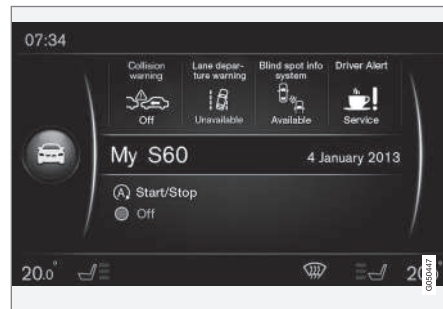 07:34
Collision warning
Off
Lane depar-
ture warning
Unavailable
Blind spot info
system
Available
Driver Alert
Service
My S60
4 January 2013
Start/Stop
Off
20.0°
G050447